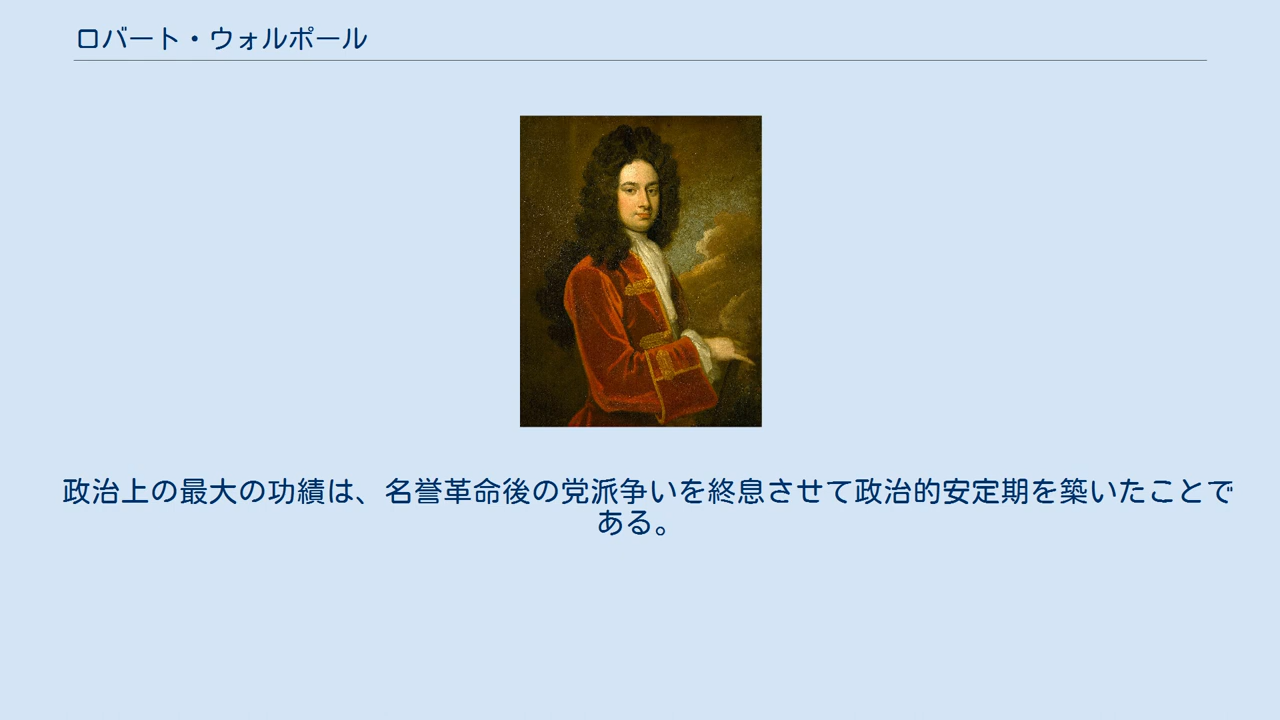 ロバート・ウォルポール
政治上の最大の功績は、名誉革命後の党派争いを終息させて政治的安定期を築いたことで
ある。